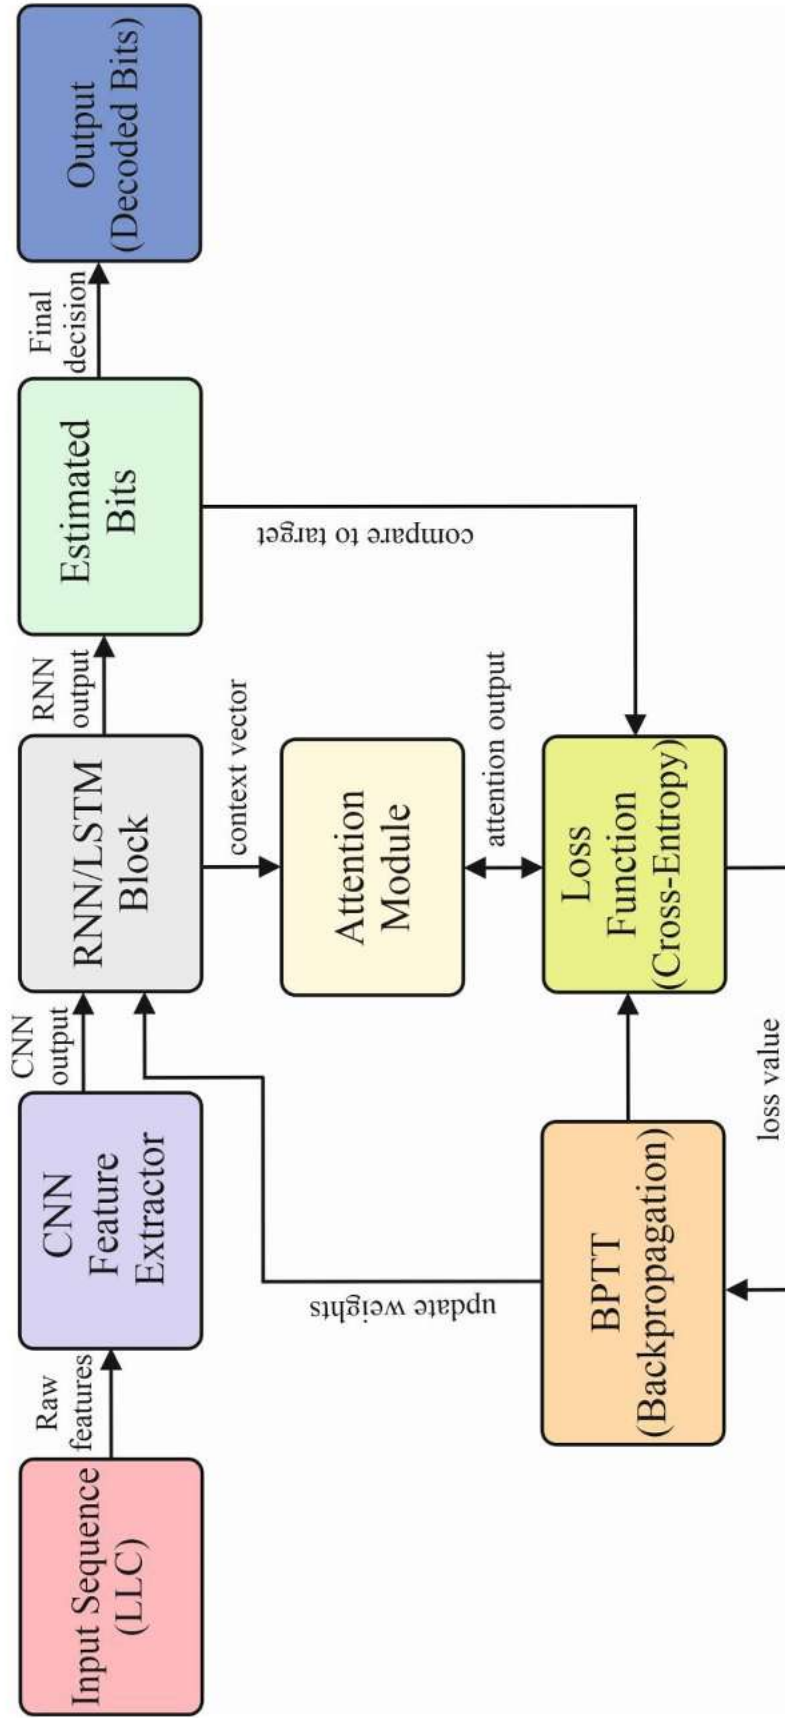 Input Sequence
(LLC)
Raw
features
CNN
Feature
Extractor
CNN
output
RNN/LSTM
Block
RNN
output
Estimated
Bits
Final
decision
Output
(Decoded Bits)
update weights
context vector
compare to target
Attention
Module
attention output
BPTT
(Backpropagation)
Loss
Function
(Cross-Entropy)
loss value